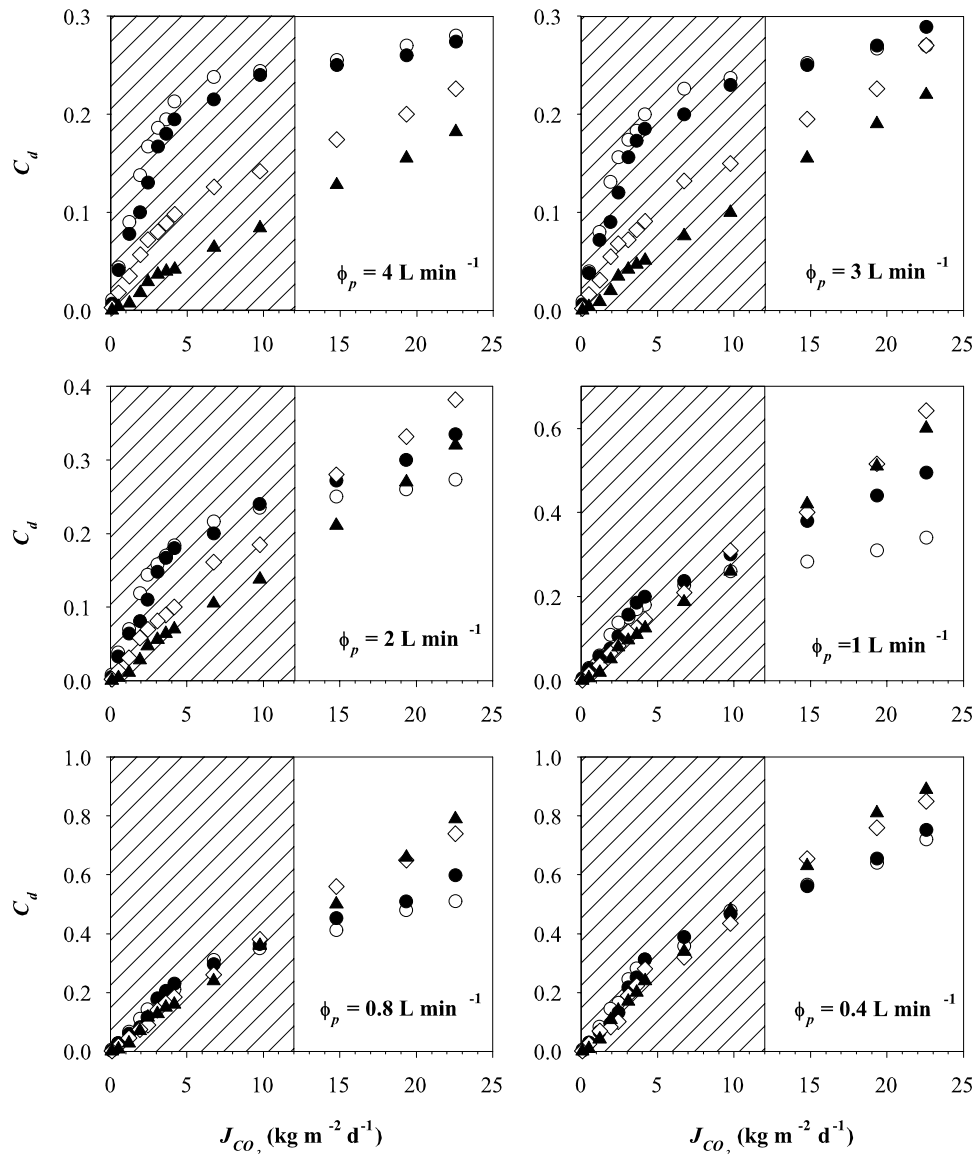 0.3
0.2
0.1
0.0
C_d
ϕ_p = 4 L min ⁻¹
0 5 10 15 20 25
0.3
0.2
0.1
0.0
ϕ_p = 3 L min ⁻¹
0 5 10 15 20 25
0.4
0.3
0.2
0.1
0.0
C_d
ϕ_p = 2 L min ⁻¹
0 5 10 15 20 25
0.6
0.4
0.2
0.0
ϕ_p =1 L min ⁻¹
0 5 10 15 20 25
1.0
0.8
0.6
0.4
0.2
0.0
C_d
ϕ_p = 0.8 L min ⁻¹
0 5 10 15 20 25
J_CO₂ (kg m ⁻² d⁻¹)
1.0
0.8
0.6
0.4
0.2
0.0
ϕ_p = 0.4 L min ⁻¹
0 5 10 15 20 25
J_CO₂ (kg m ⁻² d⁻¹)